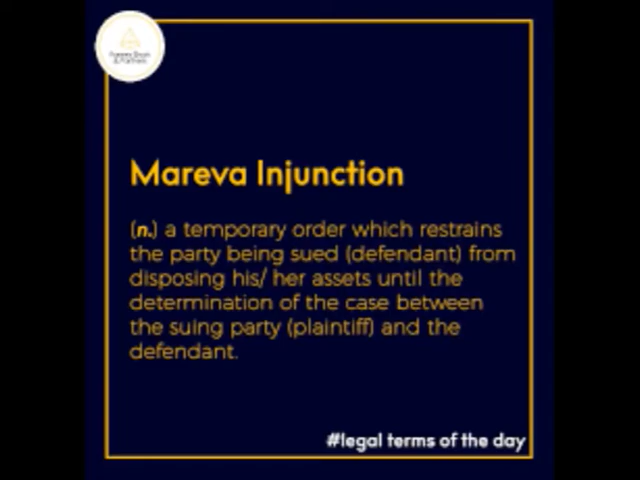 Mareva Injunction
(n.) a temporary order which restrains
the party being sued (defendant) from
disposing his/ her assets until the
determination of the case between
the suing party (plaintiff) and the
defendant.
#legal terms of the day